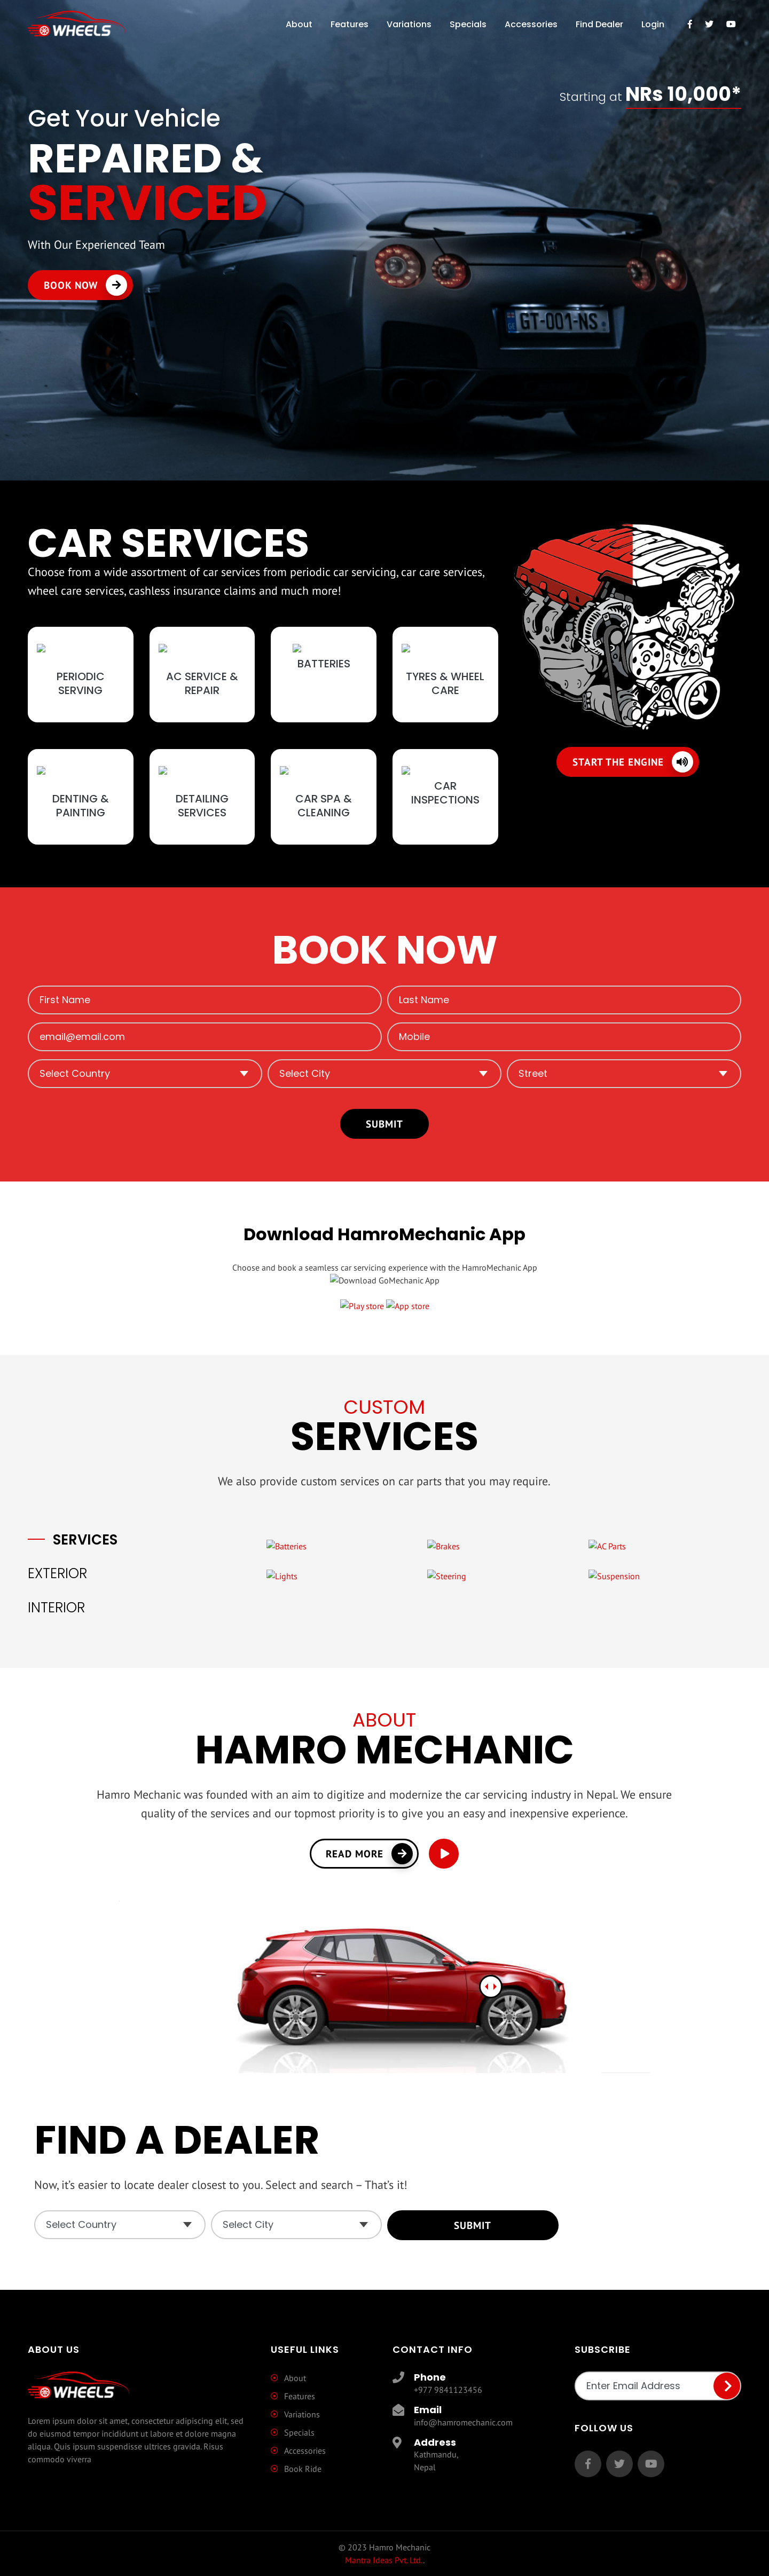 WHEELS
About Features Variations Specials Accessories Find Dealer Login
Starting at NRs 10,000*
Get Your Vehicle
REPAIRED &
SERVICED
With Our Experienced Team
BOOK NOW
GT-001-NS
CAR SERVICES
Choose from a wide assortment of car services from periodic car servicing, car care services,
wheel care services, cashless insurance claims and much more!
PERIODIC
SERVING
AC SERVICE &
REPAIR
BATTERIES
TYRES & WHEEL
CARE
START THE ENGINE
DENTING &
PAINTING
DETAILING
SERVICES
CAR SPA &
CLEANING
CAR
INSPECTIONS
BOOK NOW
First Name
Last Name
email@email.com
Mobile
Select Country
Select City
Street
SUBMIT
Download HamroMechanic App
Choose and book a seamless car servicing experience with the HamroMechanic App
Download GoMechanic App
Play store App store
CUSTOM
SERVICES
We also provide custom services on car parts that you may require.
SERVICES
EXTERIOR
INTERIOR
Batteries
Brakes
AC Parts
Lights
Steering
Suspension
ABOUT
HAMRO MECHANIC
Hamro Mechanic was founded with an aim to digitize and modernize the car servicing industry in Nepal. We ensure
quality of the services and our topmost priority is to give you an easy and inexpensive experience.
READ MORE
FIND A DEALER
Now, it's easier to locate dealer closest to you. Select and search – That's it!
Select Country
Select City
SUBMIT
ABOUT US
WHEELS
Lorem ipsum dolor sit amet, consectetur adipiscing elit, sed
do eiusmod tempor incididunt ut labore et dolore magna
aliqua. Quis ipsum suspendisse ultrices gravida. Risus
commodo viverra
USEFUL LINKS
About
Features
Variations
Specials
Accessories
Book Ride
CONTACT INFO
Phone
+977 9841123456
Email
info@hamromechanic.com
Address
Kathmandu,
Nepal
SUBSCRIBE
Enter Email Address
FOLLOW US
© 2023 Hamro Mechanic
Mantra Ideas Pvt. Ltd..